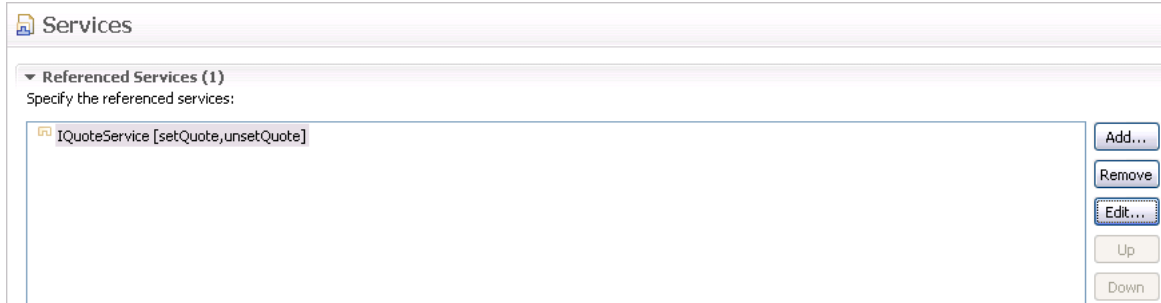 Services
Referenced Services (1)
Specify the referenced services:
IQuoteService [setQuote,unsetQuote]
Add...
Remove
Edit...
Up
Down